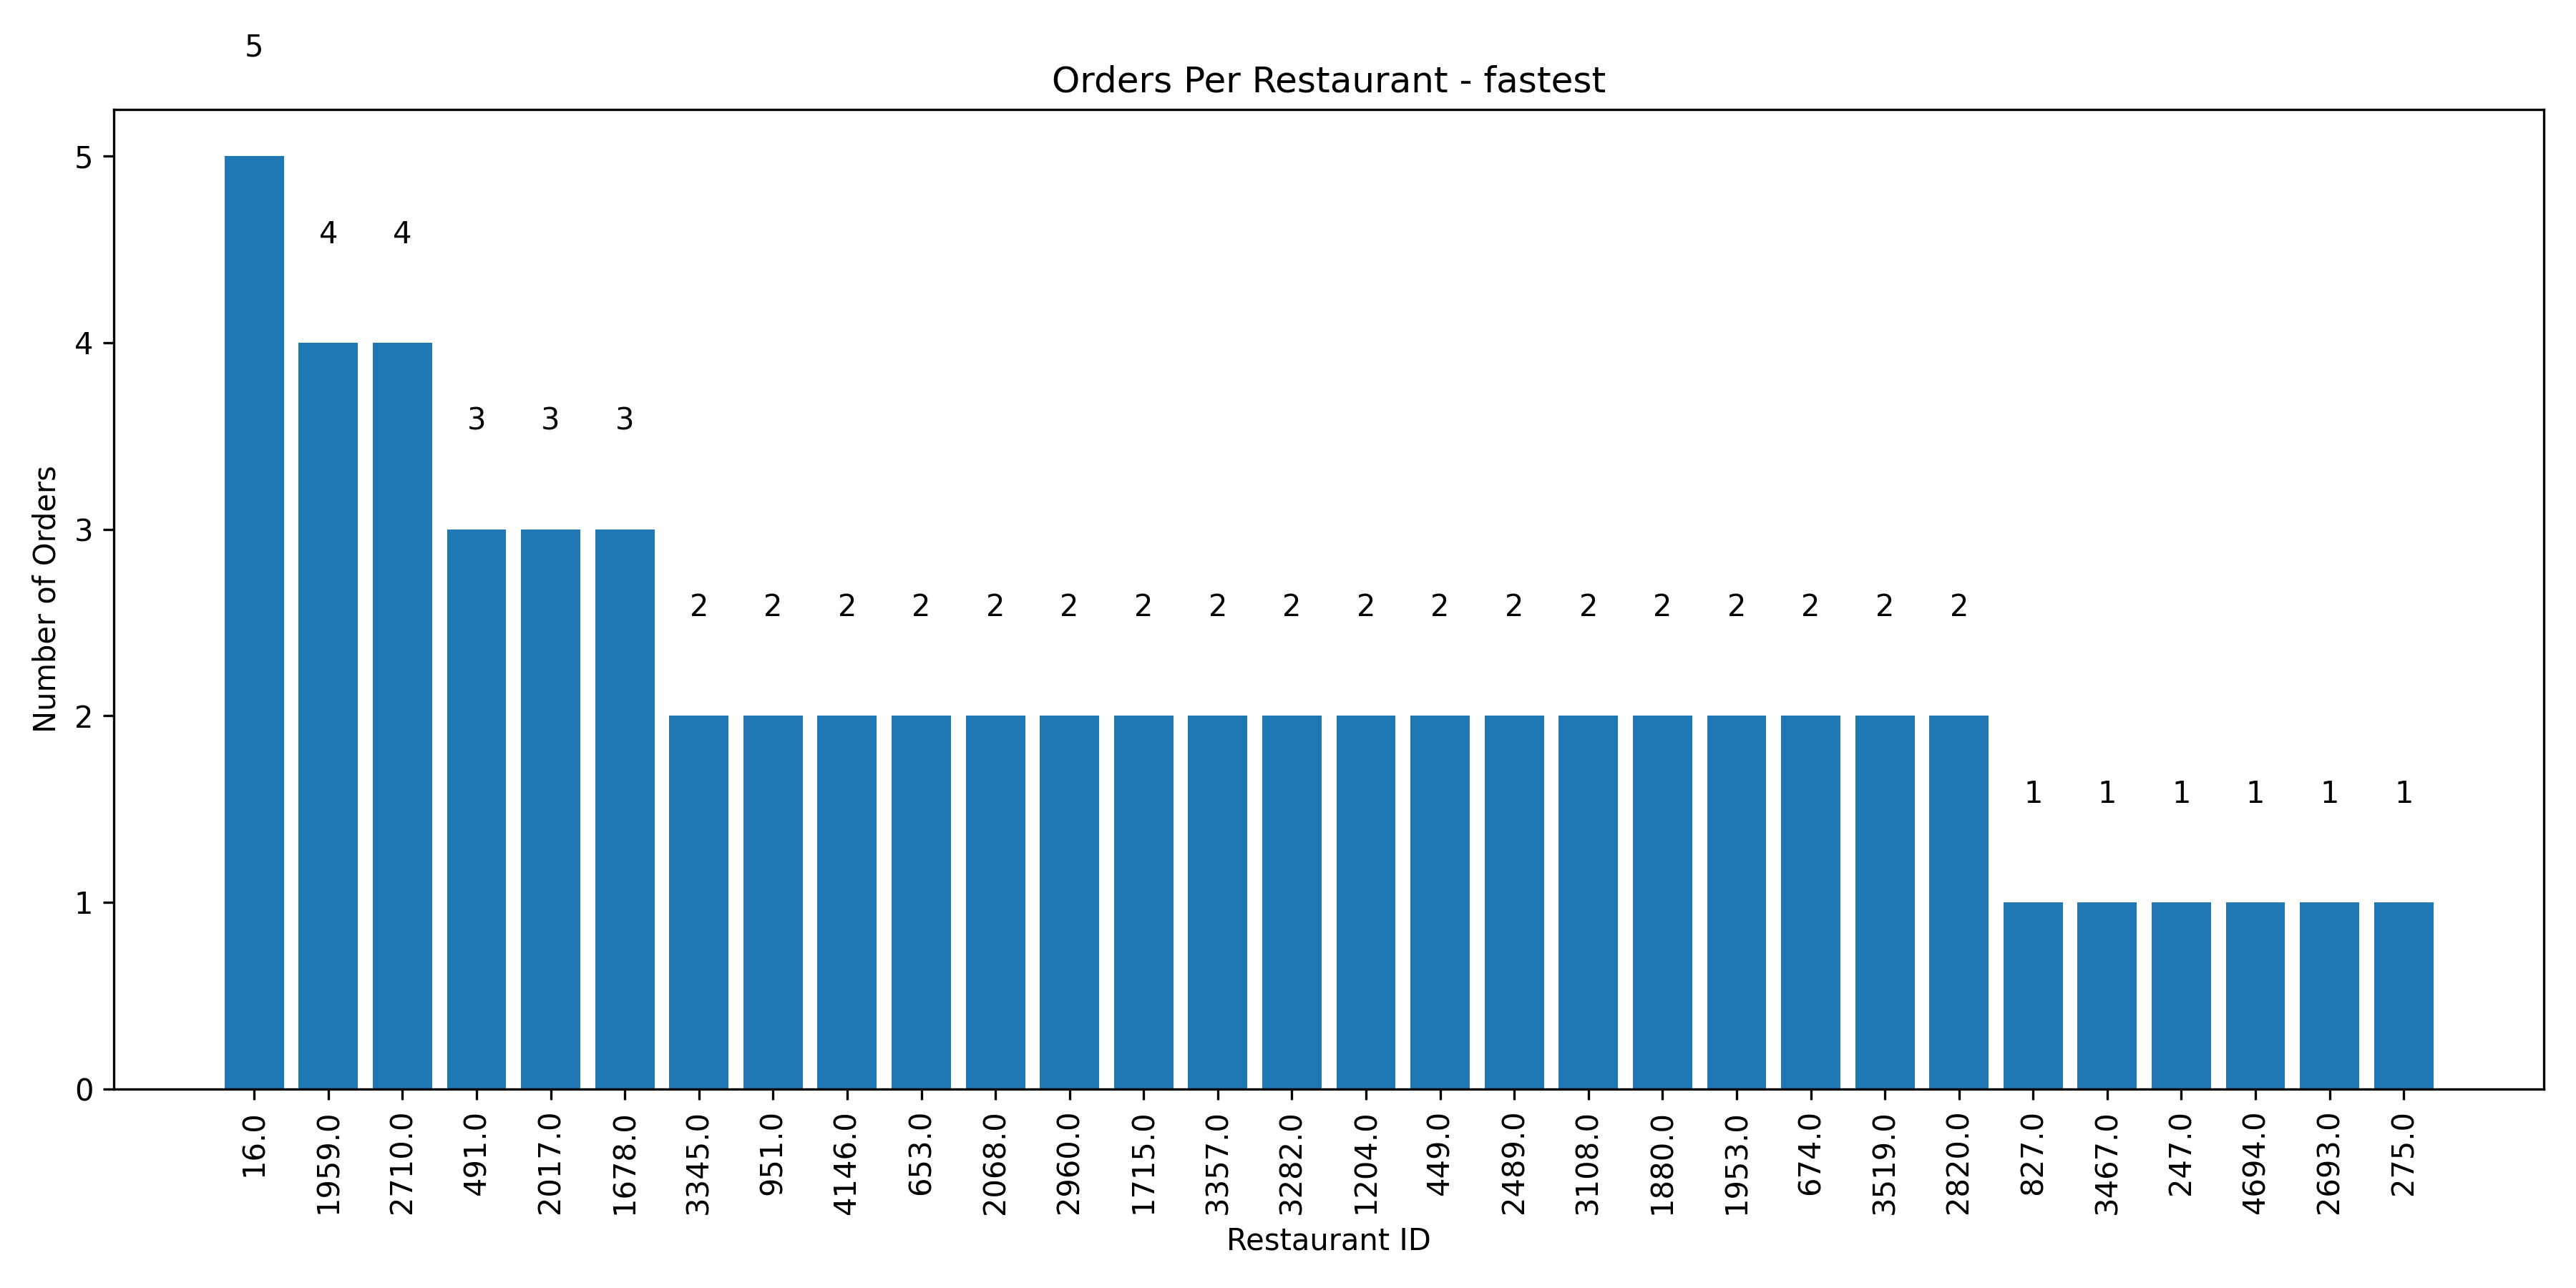 5
Orders Per Restaurant - fastest
5
4 4
4
3 3 3
3
2 2 2 2 2 2 2 2 2 2 2 2 2 2 2 2 2 2
2
1 1 1 1 1 1
1
0
Number of Orders
16.0 1959.0 2710.0 491.0 2017.0 1678.0 3345.0 951.0 4146.0 653.0 2068.0 2960.0 1715.0 3357.0 3282.0 1204.0 449.0 2489.0 3108.0 1880.0 1953.0 674.0 3519.0 2820.0 827.0 3467.0 247.0 4694.0 2693.0 275.0
Restaurant ID